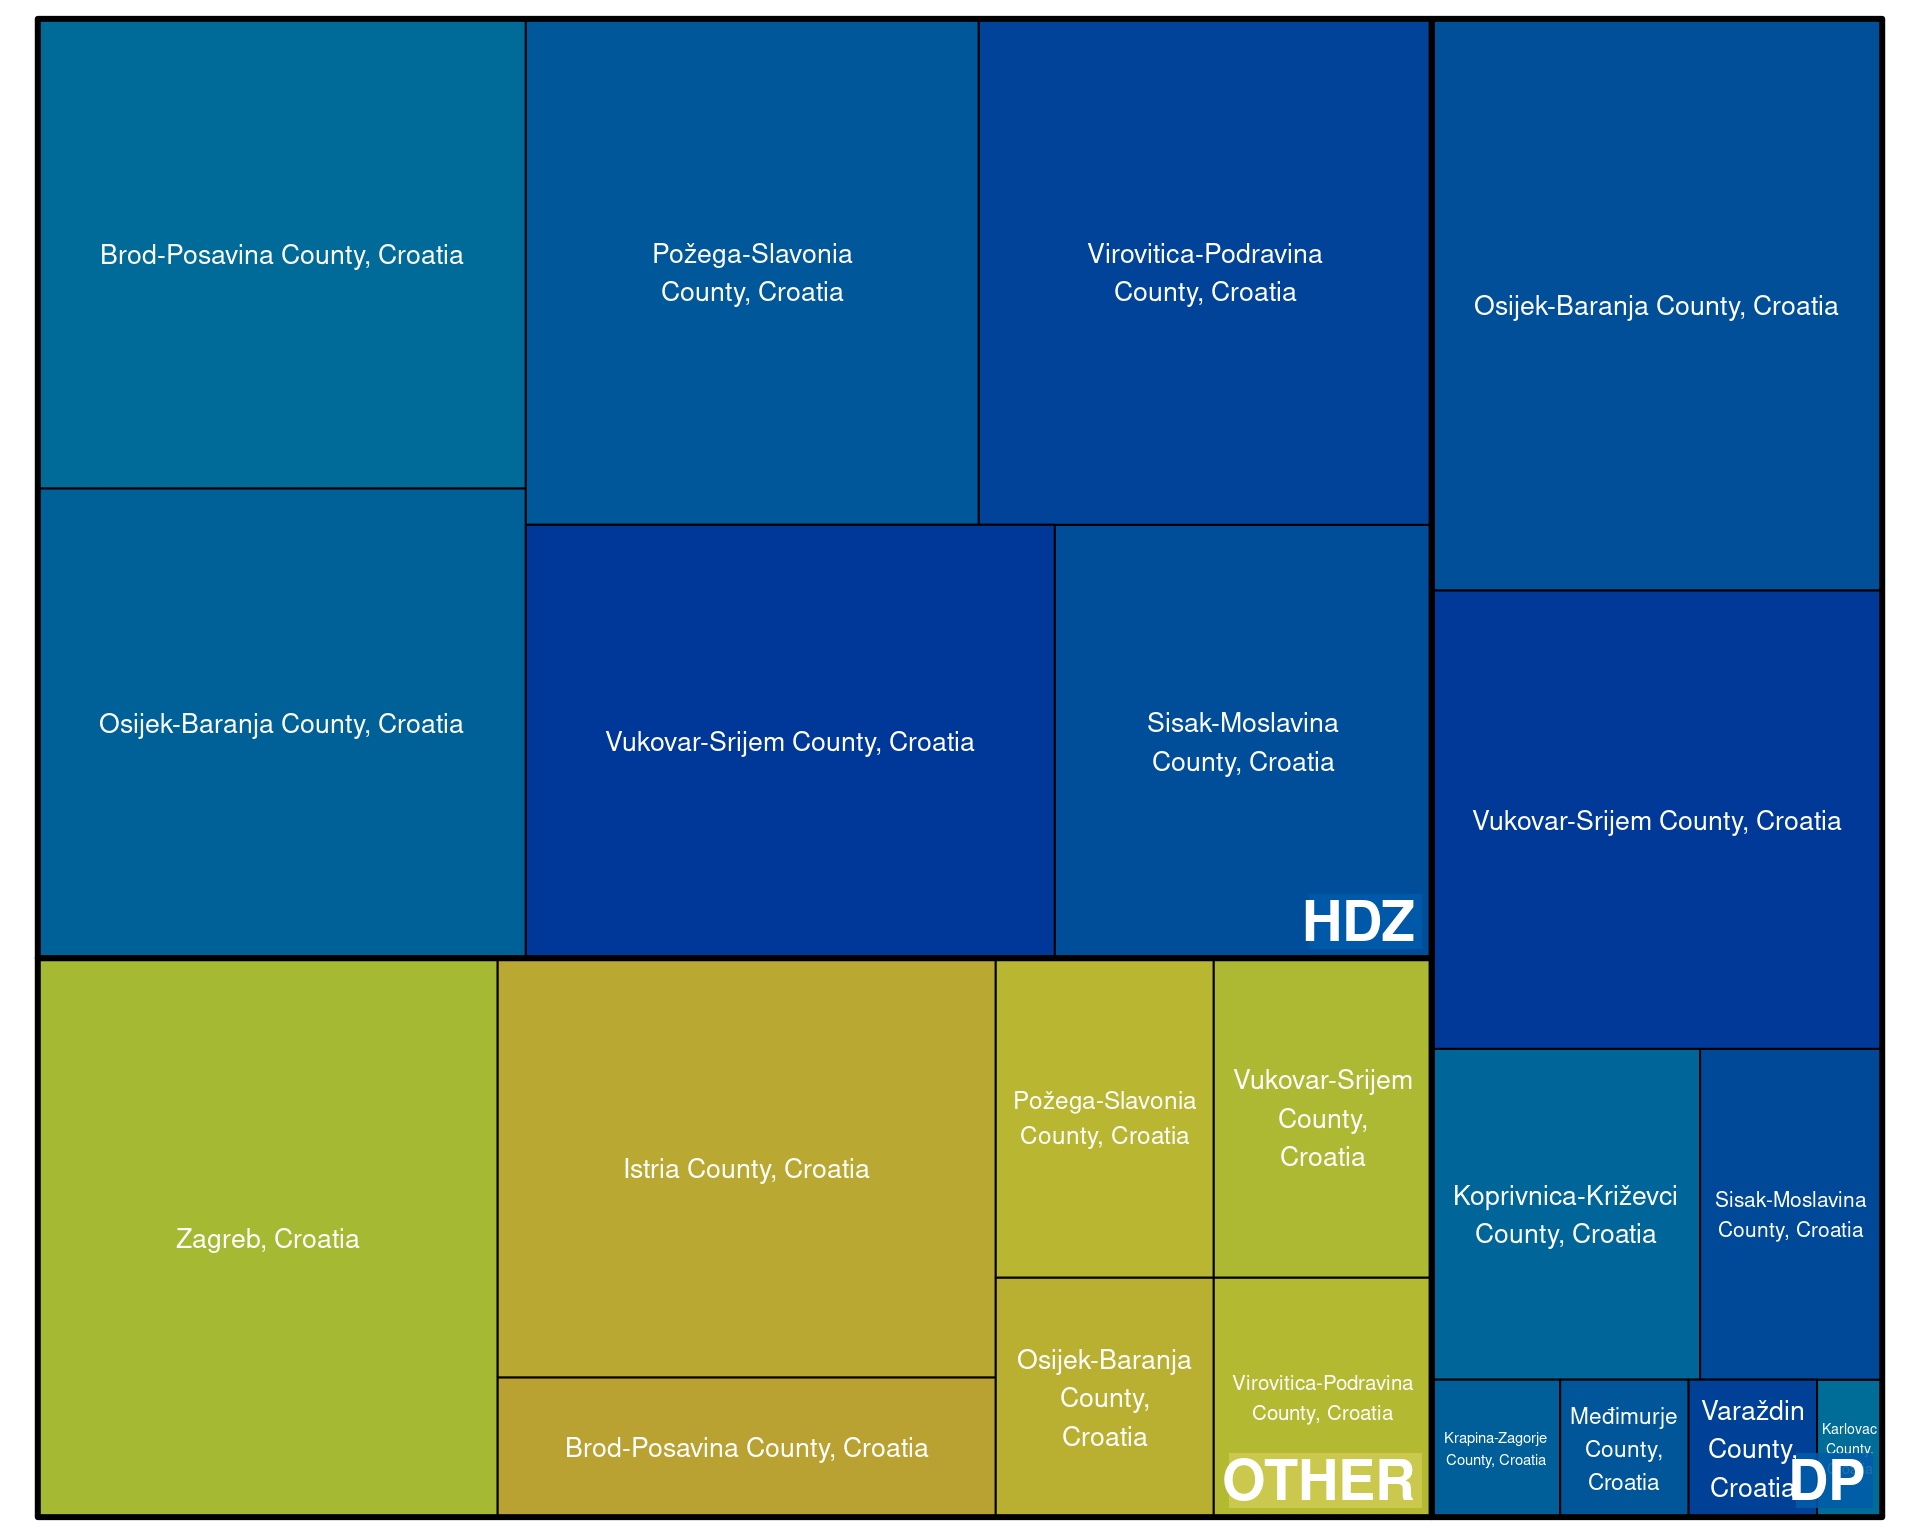 Brod-Posavina County, Croatia
Požega-Slavonia
County, Croatia
Virovitica-Podravina
County, Croatia
Osijek-Baranja County, Croatia
Vukovar-Srijem County, Croatia
Sisak-Moslavina
County, Croatia
HDZ
Osijek-Baranja County, Croatia
Vukovar-Srijem County, Croatia
Koprivnica-Križevci
County, Croatia
Sisak-Moslavina
County, Croatia
Krapina-Zagorje
County, Croatia
Međimurje
County,
Croatia
Varaždin
County,
Croatia
Karlovac
County,
DP
Zagreb, Croatia
Istria County, Croatia
Brod-Posavina County, Croatia
Požega-Slavonia
County, Croatia
Vukovar-Srijem
County,
Croatia
Osijek-Baranja
County,
Croatia
Virovitica-Podravina
County, Croatia
OTHER